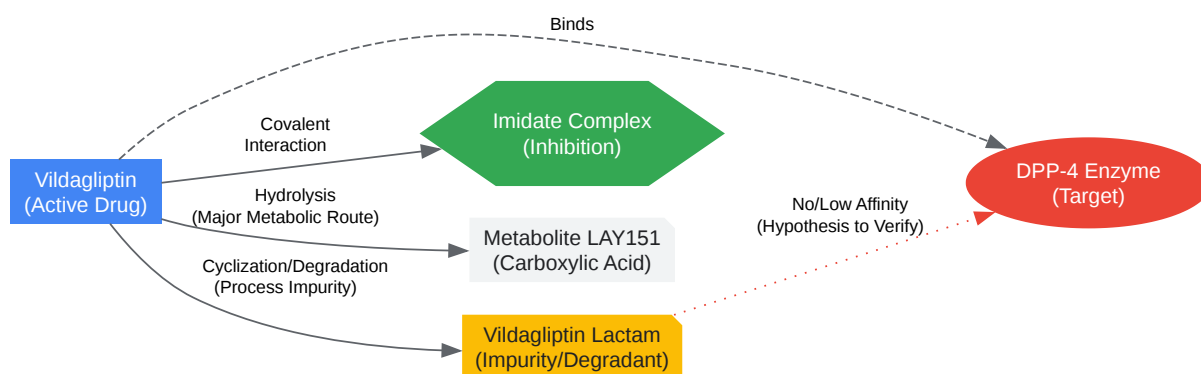 Binds
Covalent
Interaction
Imidate Complex
(Inhibition)
DPP-4 Enzyme
(Target)
Vildagliptin
(Active Drug)
Hydrolysis
(Major Metabolic Route)
No/Low Affinity
(Hypothesis to Verify)
Metabolite LAY151
(Carboxylic Acid)
Cyclization/Degradation
(Process Impurity)
Vildagliptin Lactam
(Impurity/Degradant)